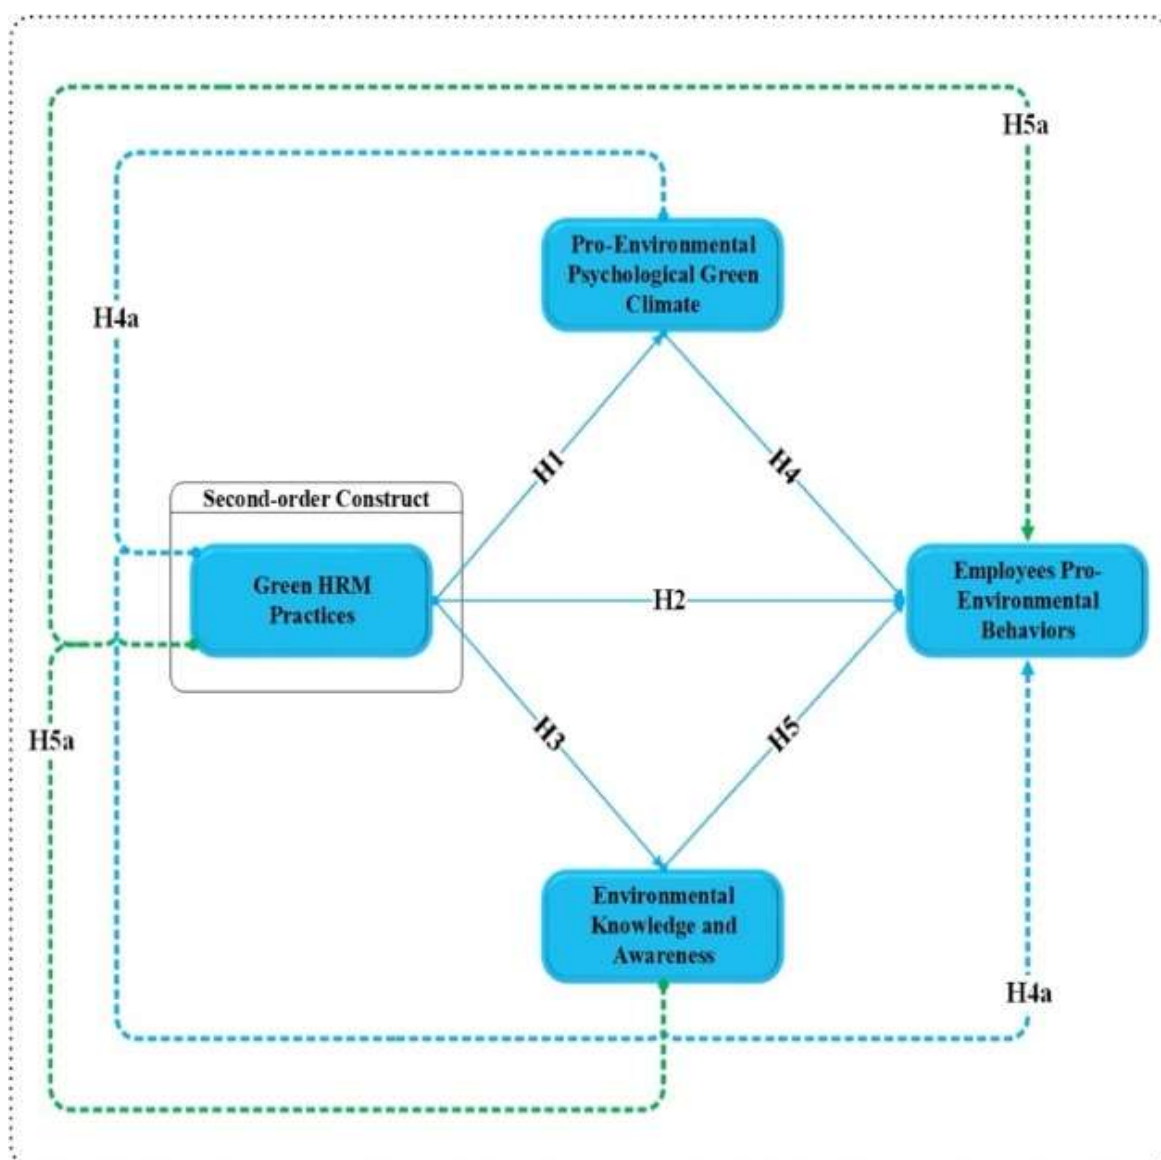 H5a
Pro-Environmental
Psychological Green
Climate
H4a
H1
H4
Second-order Construct
Green HRM
Practices
H2
Employees Pro-
Environmental
Behaviors
H3
H5
H5a
Environmental
Knowledge and
Awareness
H4a